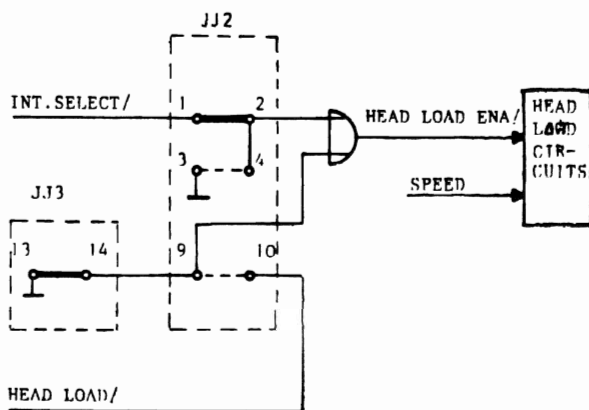 JJ2
INT.SELECT/
1 2
HEAD LOAD ENA/
HEAD
LOAD
CIR-
CUITS
3 4
SPEED
JJ3
13 14
9 10
HEAD LOAD/